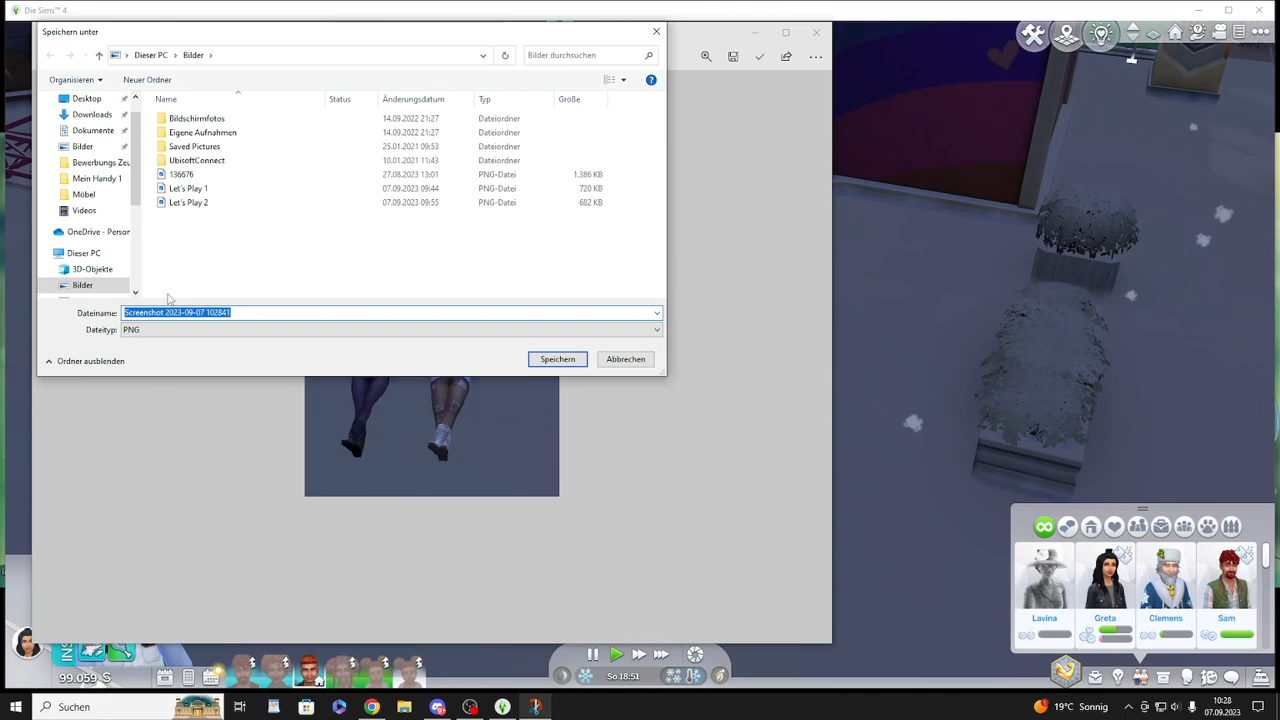 Die Sims™ 4
Speichern unter
Dieser PC
Bilder
Bilder durchsuchen
Organisieren
Neuer Ordner
Name
Status
Änderungsdatum
Typ
Größe
Desktop
Downloads
Dokumente
Bilder
Bewerbungs Zeu
Mein Handy 1
Möbel
Videos
OneDrive - Person
Dieser PC
3D-Objekte
Bilder
Bildschirmfotos 14.09.2022 21:27 Dateiordner
Eigene Aufnahmen 14.09.2022 21:27 Dateiordner
Saved Pictures 25.01.2021 09:53 Dateiordner
UbisoftConnect 10.01.2021 11:43 Dateiordner
136676 27.08.2023 13:01 PNG-Datei 1.386 KB
Let´s Play 1 07.09.2023 09:44 PNG-Datei 720 KB
Let´s Play 2 07.09.2023 09:55 PNG-Datei 682 KB
Dateiname: Screenshot 2023-09-07 102841
Dateityp: PNG
Ordner ausblenden
Speichern
Abbrechen
Lavina
Greta
Clemens
Sam
INS
99.059 §
So 18:51
Suchen
19°C Sonnig
10:28
07.09.2023